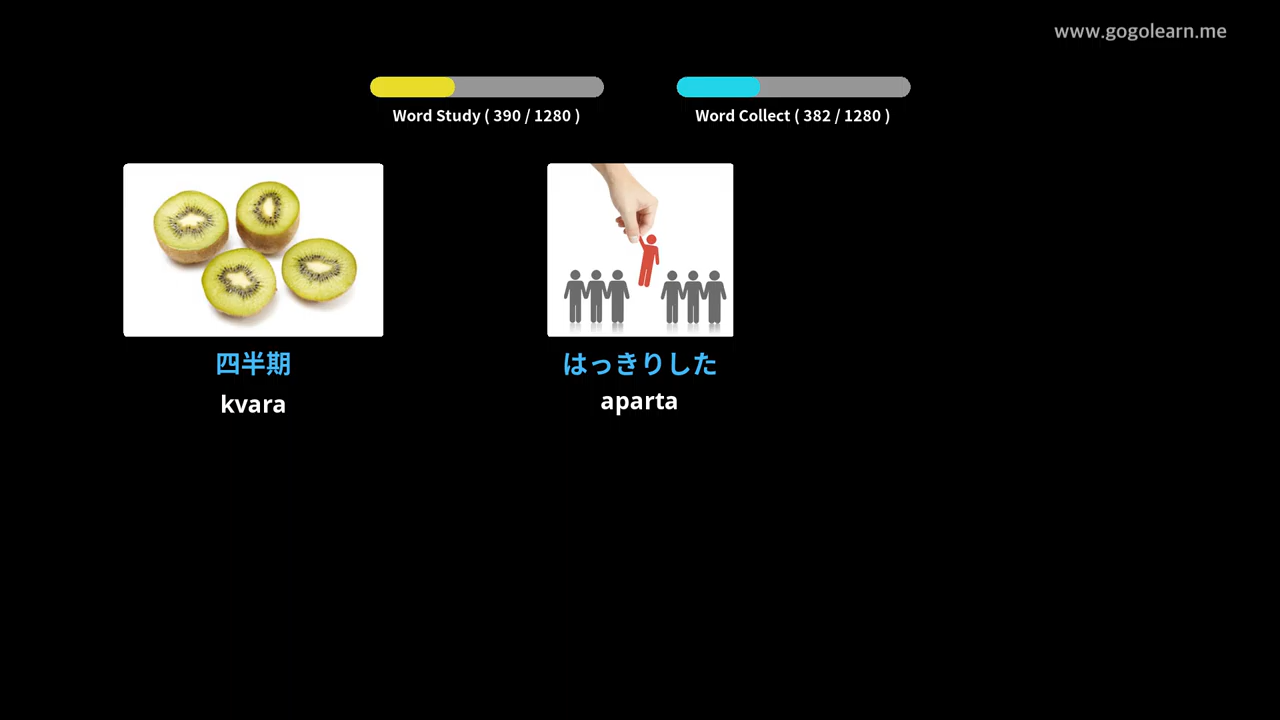 www.gogolearn.me
Word Study ( 390 / 1280 )
Word Collect ( 382 / 1280 )
四半期
kvara
はっきりした
aparta